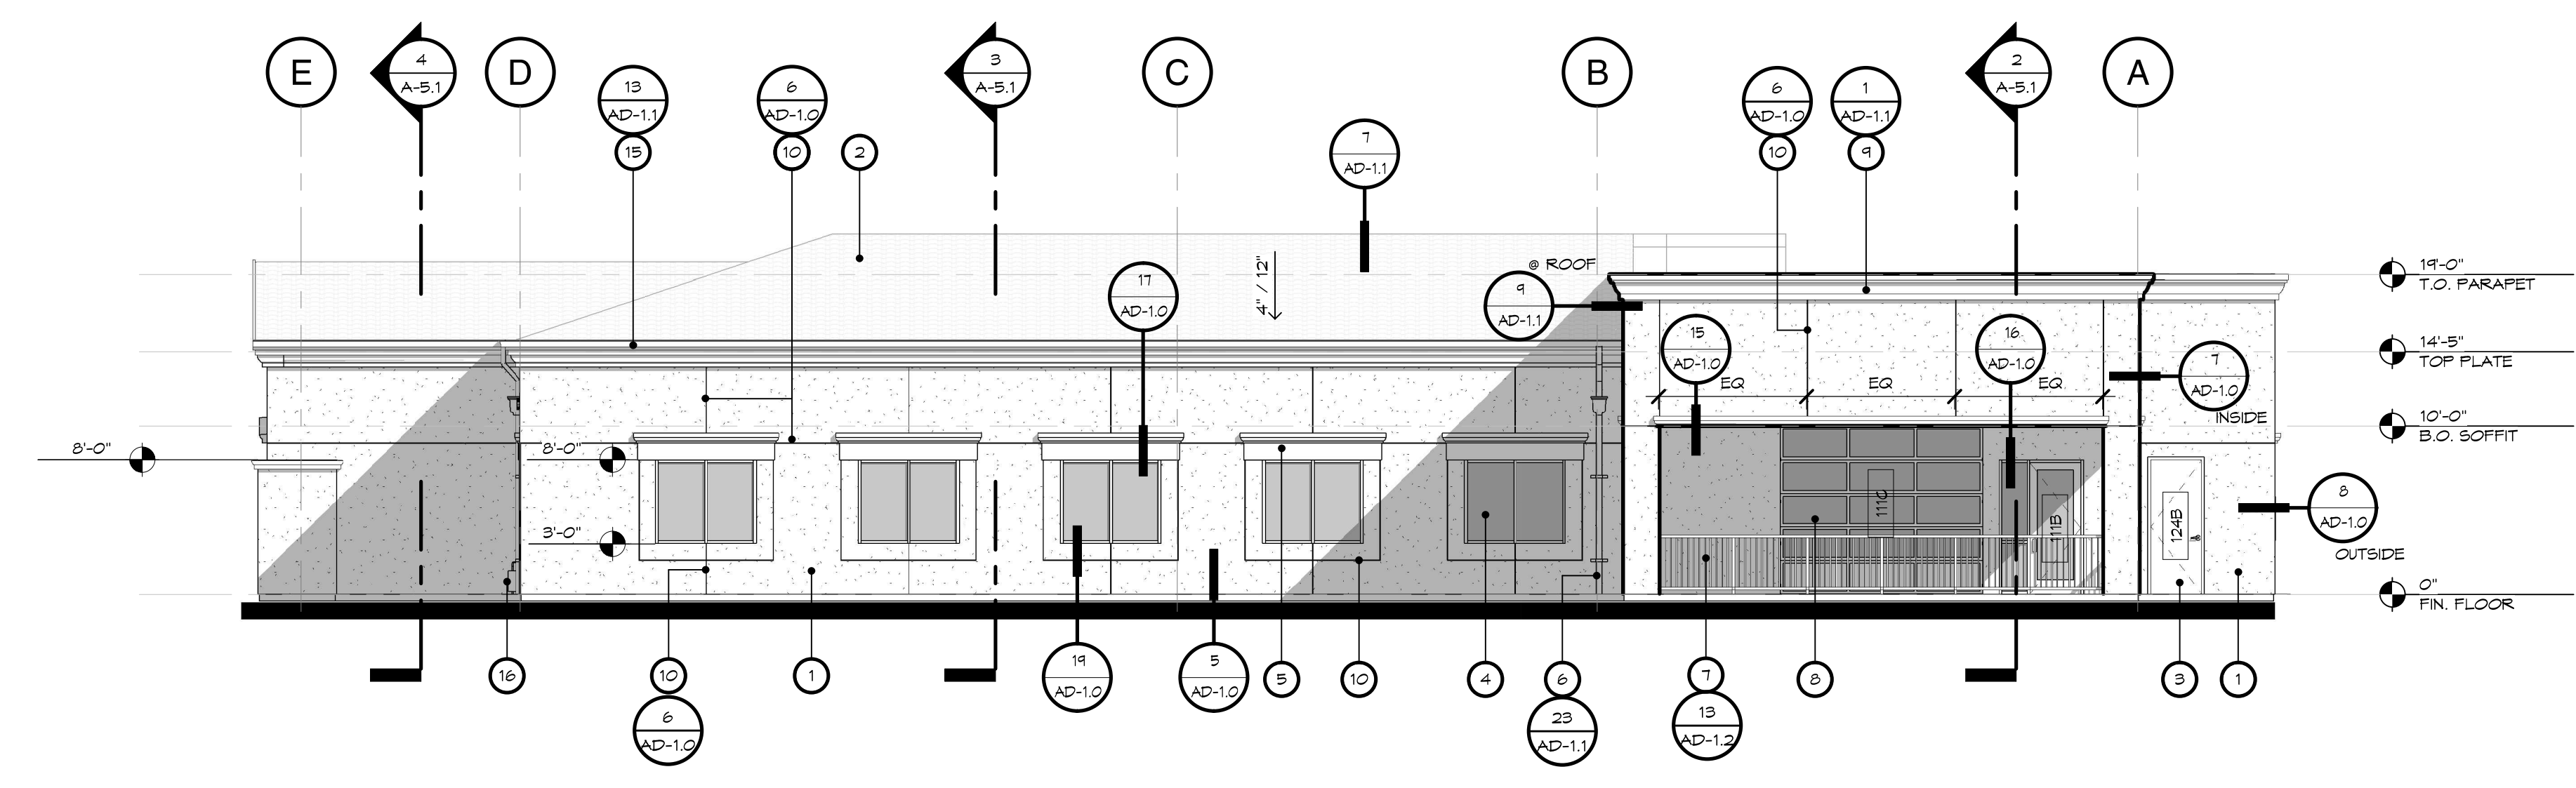 E
4
A-5.1
D
13
AD-1.1
15
6
AD-1.0
10
2
3
A-5.1
C
7
AD-1.1
B
6
AD-1.0
10
1
AD-1.1
9
2
A-5.1
A
17
AD-1.0
4" / 12"
@ ROOF
9
AD-1.1
19'-0"
T.O. PARAPET
15
AD-1.0
16
AD-1.0
14'-5"
TOP PLATE
7
AD-1.0
INSIDE
EQ
EQ
EQ
10'-0"
B.O. SOFFIT
8'-0"
8'-0"
3'-0"
111C
111B
124B
8
AD-1.0
OUTSIDE
0"
FIN. FLOOR
16
10
6
AD-1.0
1
19
AD-1.0
5
AD-1.0
5
10
4
6
23
AD-1.1
7
13
AD-1.2
8
3
1